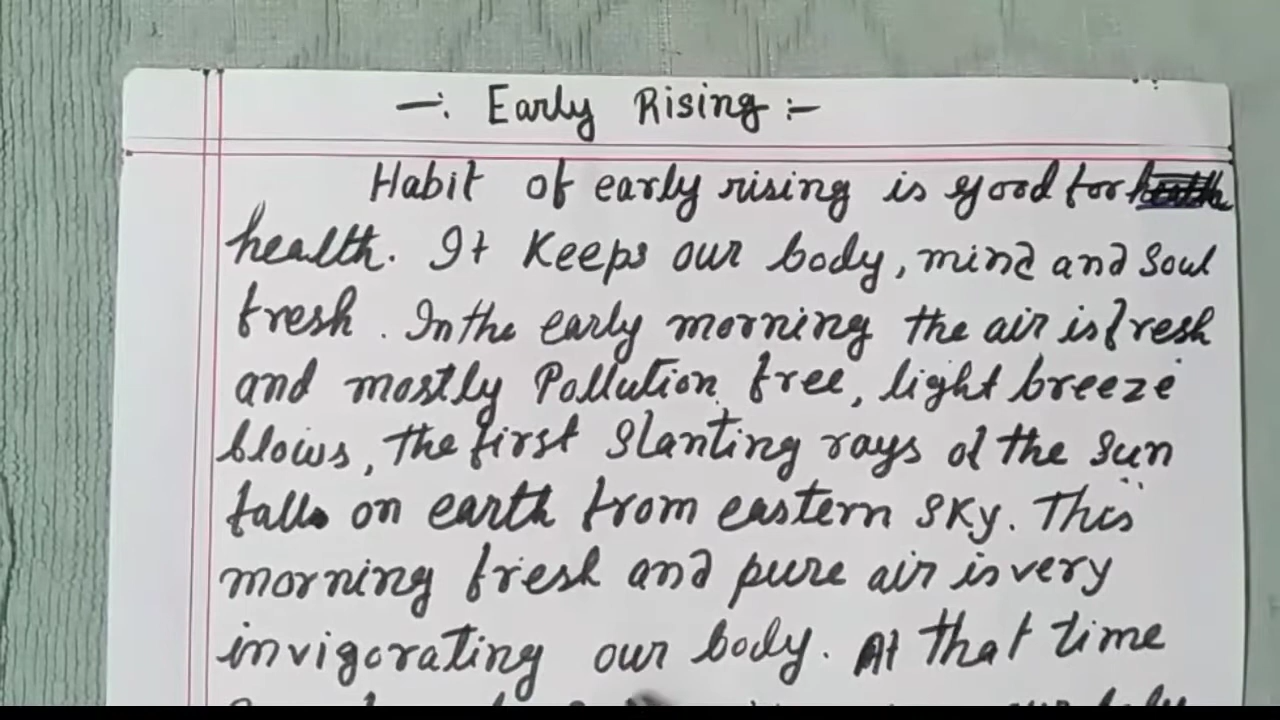 —: Early Rising :—
Habit of early rising is good for
health. It Keeps our body, mind and Soul
fresh. In the early morning the air is fresh
and mostly Pollution free, light breeze
blows, the first Slanting rays of the Sun
falls on earth from eastern Sky. This
morning fresh and pure air is very
invigorating our body. At that time
our